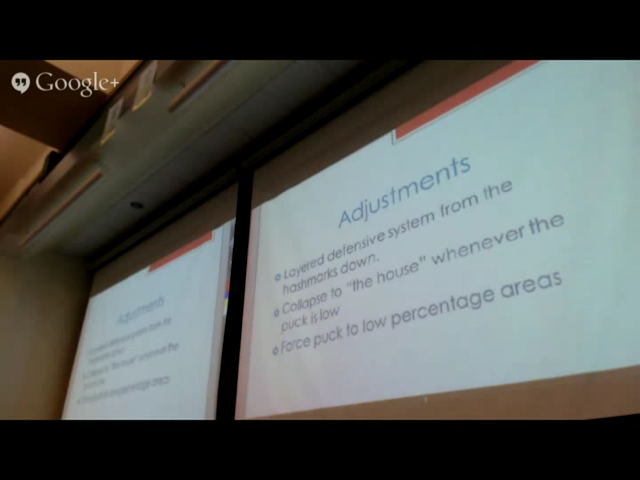 Google+
Adjustments
Layered defensive system from the
hashmarks down.
Collapse to "the house" whenever the
puck is low
Force puck to low percentage areas
Adjustments